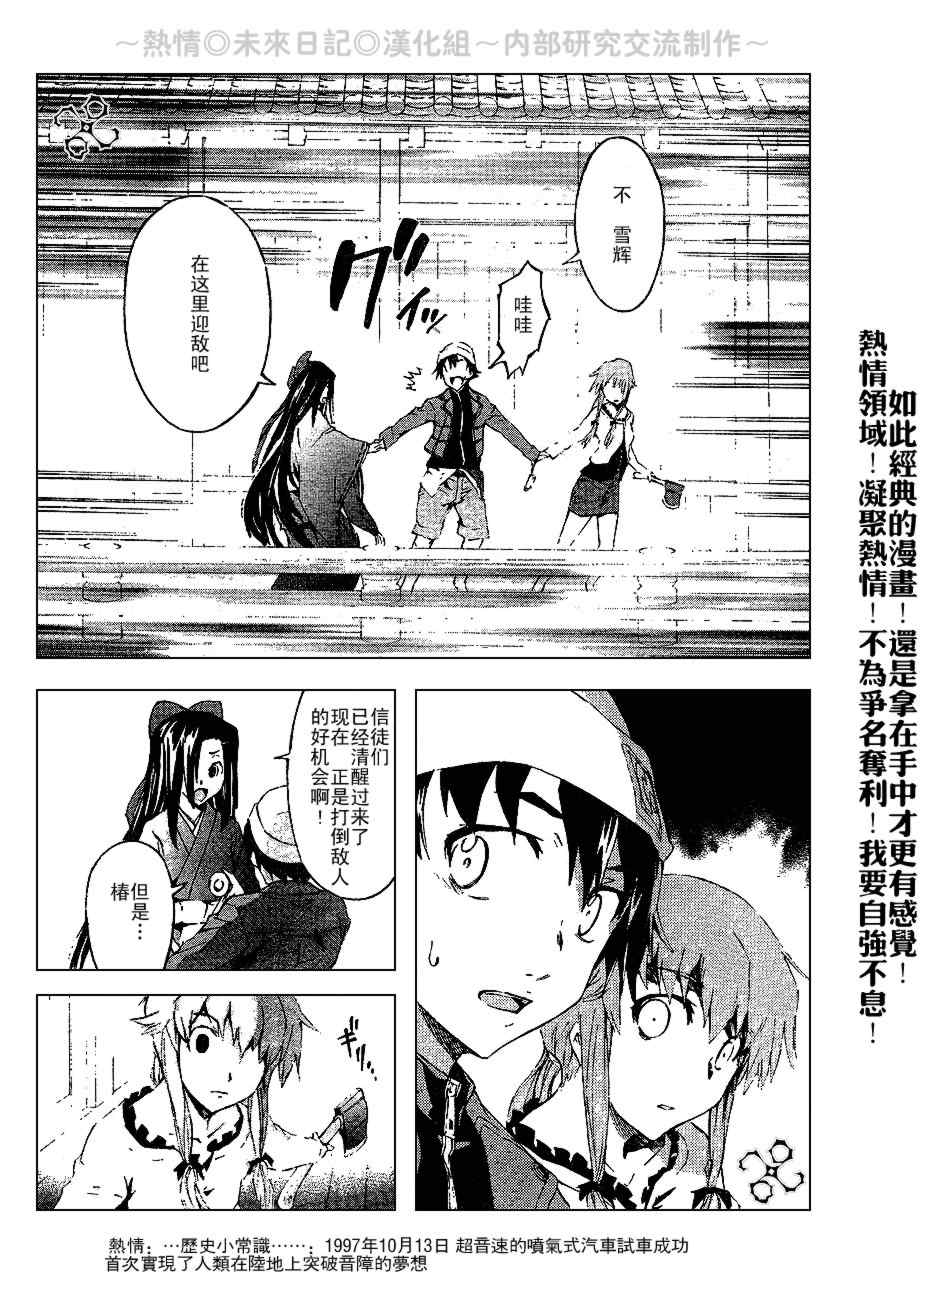 ～熱情◎未來日記◎漢化組～内部研究交流制作～
不 雪辉
哇哇
グイッ
在这里迎敌吧
如此經典的漫畫！還是拿在手中才更有感覺！
熱情領域！凝聚熱情！不為爭名奪利！我要自強不息！
信徒们
已经清醒过来了
现在 正是打倒敌人
的好机会啊！
但是…
椿
ギュ
熱情：…歷史小常識……：1997年10月13日 超音速的噴氣式汽車試車成功
首次實現了人類在陸地上突破音障的夢想